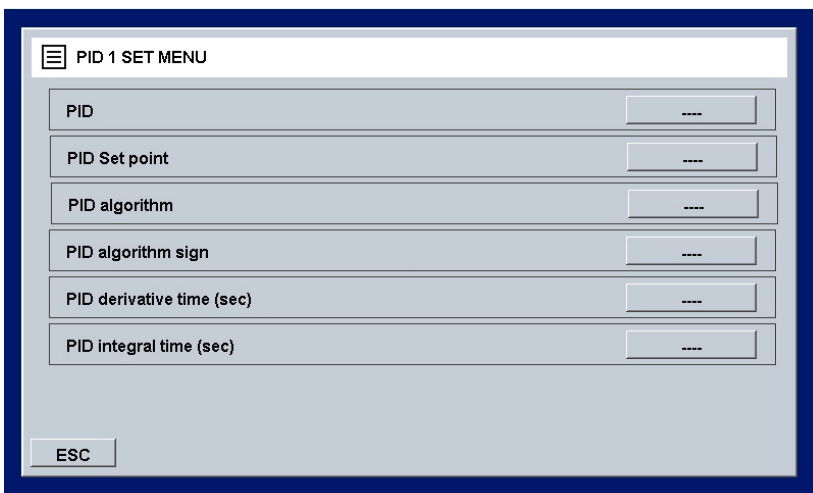 PID 1 SET MENU
PID ----
PID Set point ----
PID algorithm ----
PID algorithm sign ----
PID derivative time (sec) ----
PID integral time (sec) ----
ESC